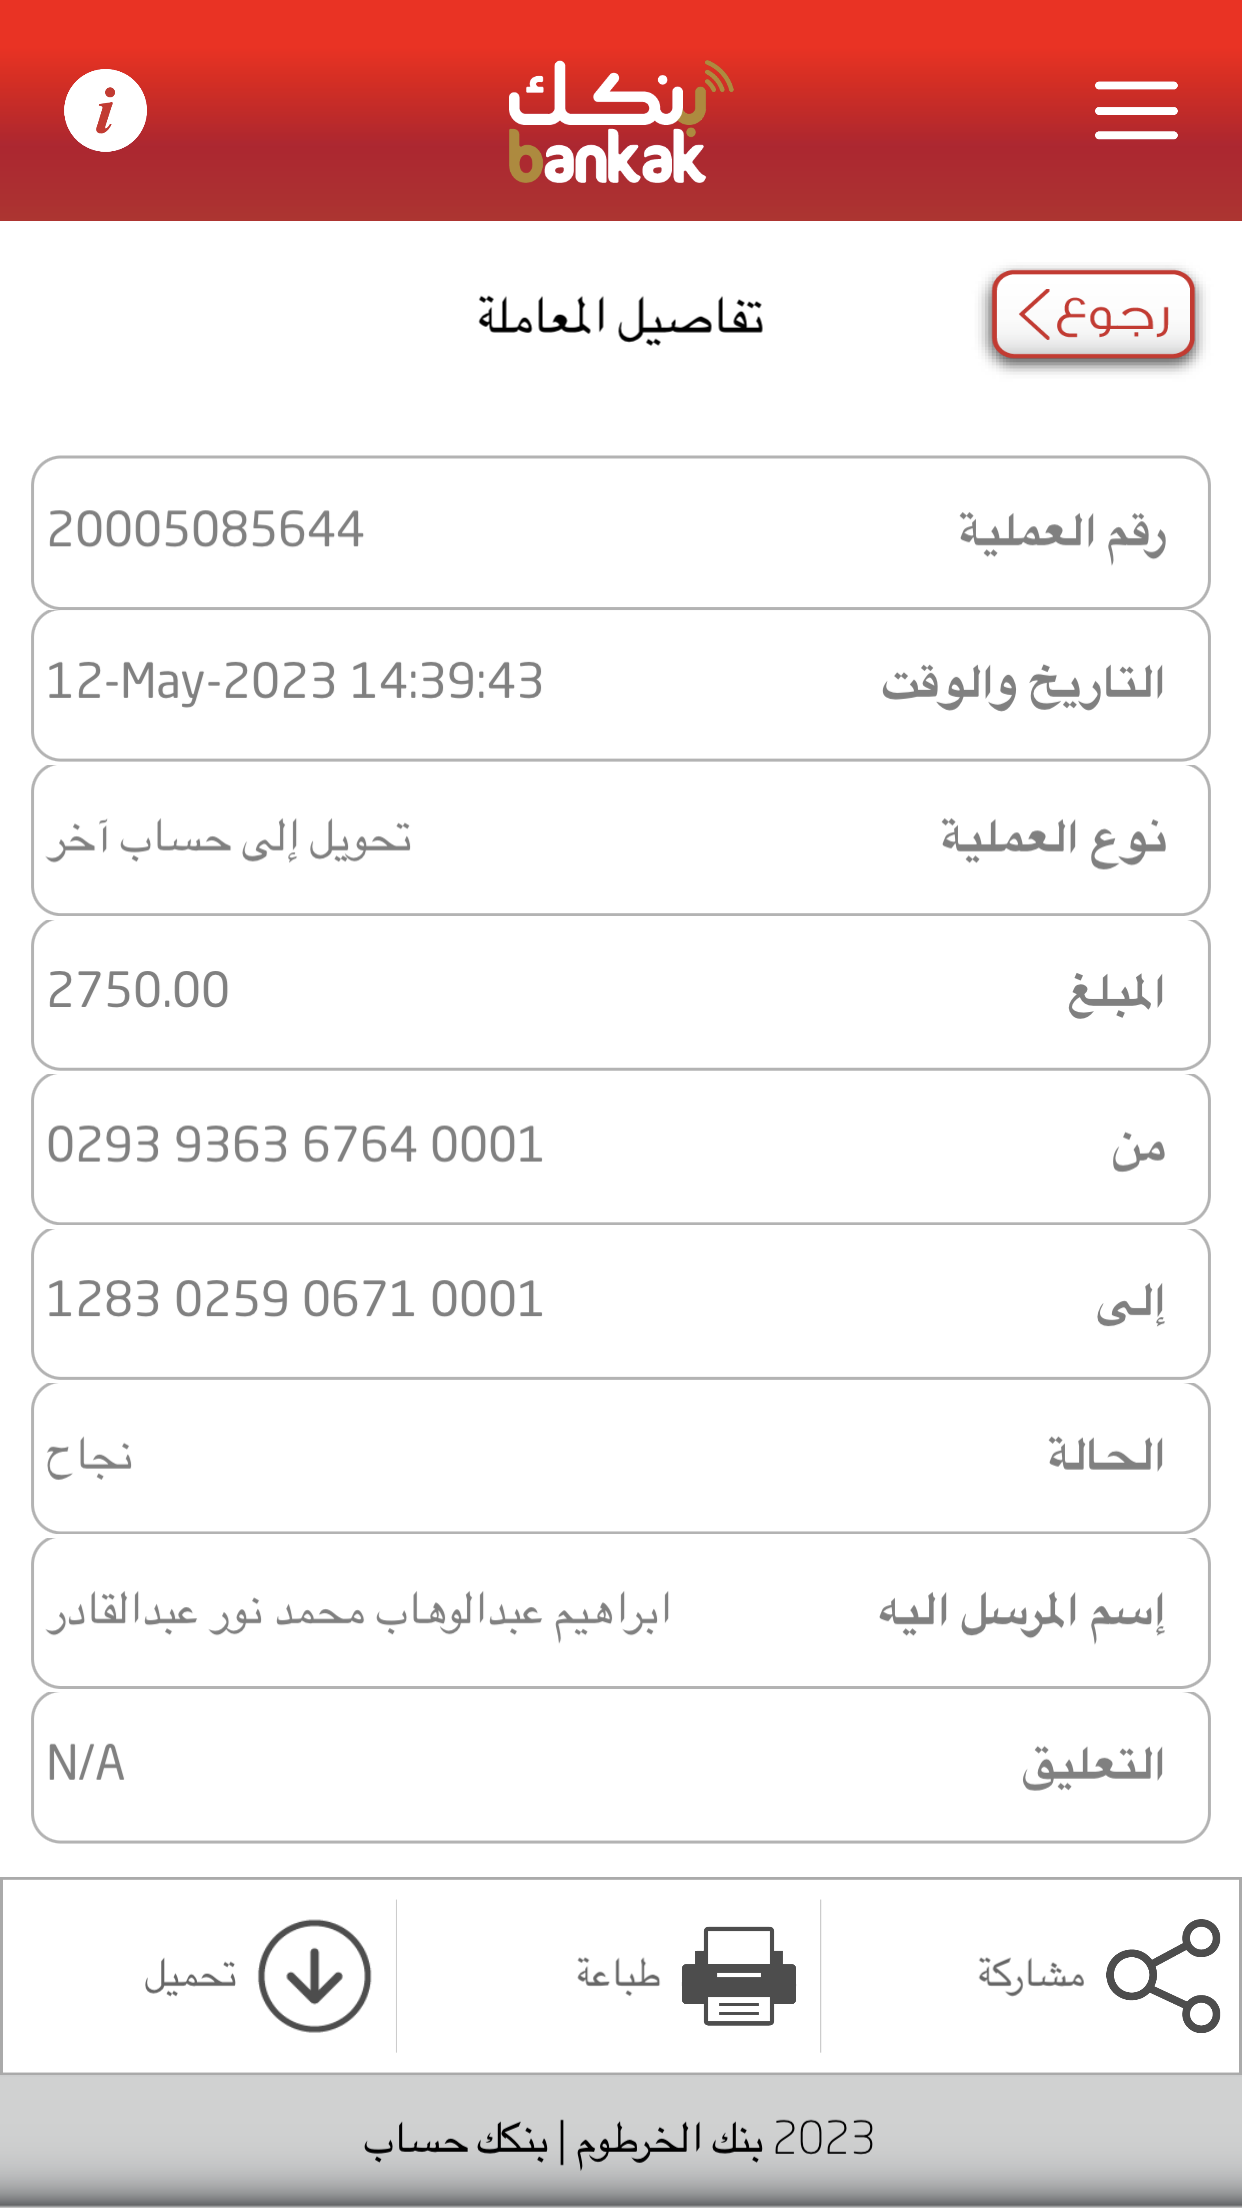 بنكك
bankak
رجوع
تفاصيل المعاملة
رقم العملية 20005085644
التاريخ والوقت 12-May-2023 14:39:43
نوع العملية تحويل إلى حساب آخر
المبلغ 2750.00
من 0293 9363 6764 0001
إلى 1283 0259 0671 0001
الحالة نجاح
إسم المرسل اليه ابراهيم عبدالوهاب محمد نور عبدالقادر
التعليق N/A
مشاركة طباعة تحميل
2023 بنك الخرطوم | بنكك حساب